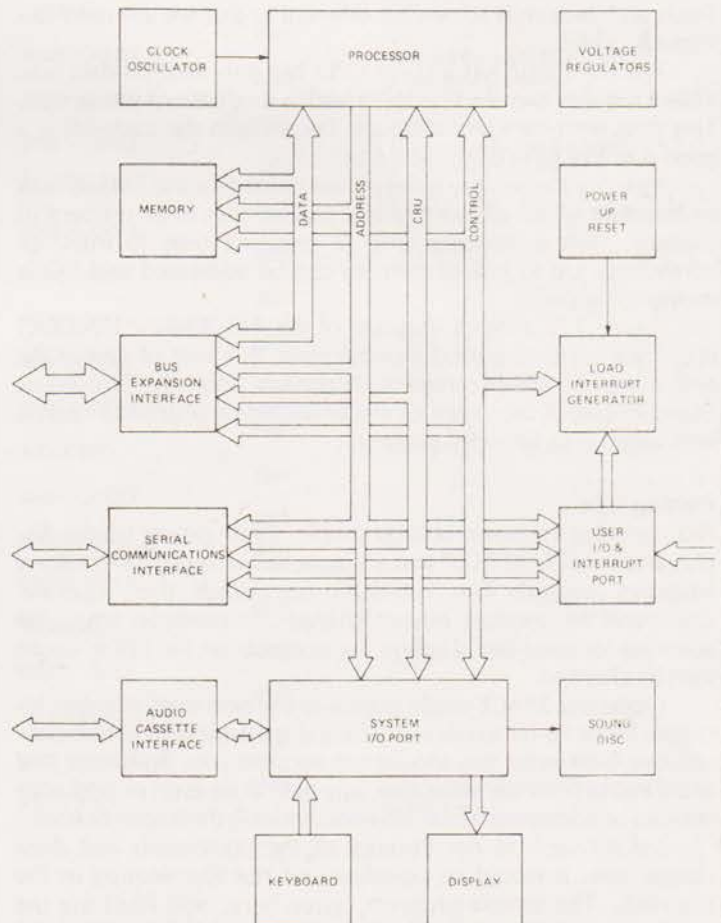 CLOCK
OSCILLATOR
PROCESSOR
VOLTAGE
REGULATORS
MEMORY
DATA
ADDRESS
CRU
CONTROL
POWER
UP
RESET
BUS
EXPANSION
INTERFACE
LOAD
INTERRUPT
GENERATOR
SERIAL
COMMUNICATIONS
INTERFACE
USER
I/O &
INTERRUPT
PORT
AUDIO
CASSETTE
INTERFACE
SYSTEM
I/O PORT
SOUND
DISC
KEYBOARD
DISPLAY